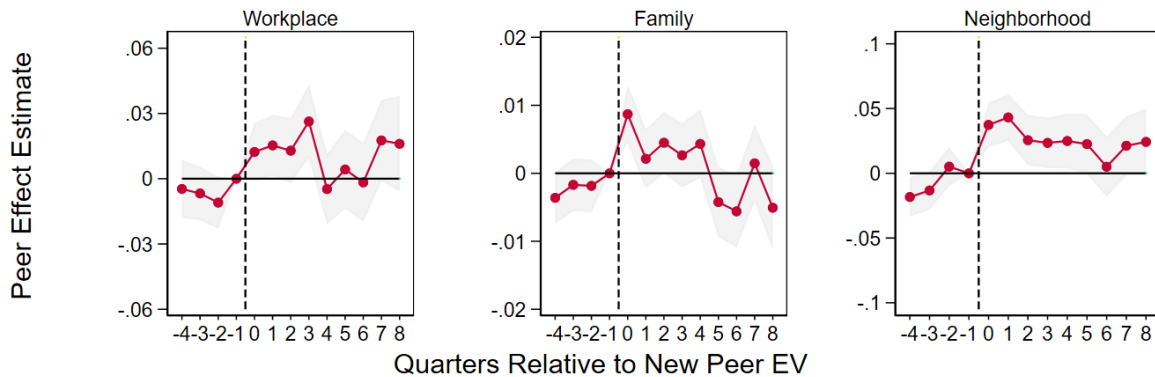 Workplace
Family
Neighborhood
Peer Effect Estimate
.06
.03
0
-.03
-.06
-4 -3 -2 -1 0 1 2 3 4 5 6 7 8
.02
.01
0
-.01
-.02
-4 -3 -2 -1 0 1 2 3 4 5 6 7 8
.1
.05
0
-.05
-.1
-4 -3 -2 -1 0 1 2 3 4 5 6 7 8
Quarters Relative to New Peer EV